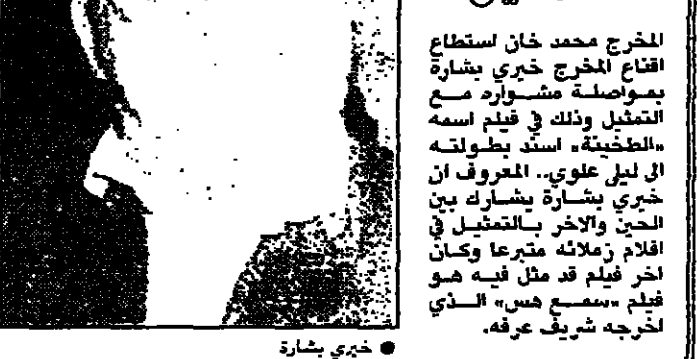 المخرج محمد خان استطاع
اقناع المخرج خيري بشارة
بمواصلة مشواره مع
التمثيل وذلك في فيلم اسمه
«الطخينة» اسند بطولته
الى ليلى علوي.. المعروف ان
خيري بشارة يشارك بين
الحين والاخر بالتمثيل في
افلام زملائه متبرعا وكان
اخر فيلم قد مثل فيه هو
فيلم «سمع هس» الذي
اخرجه شريف عرفه.
● خيري بشارة